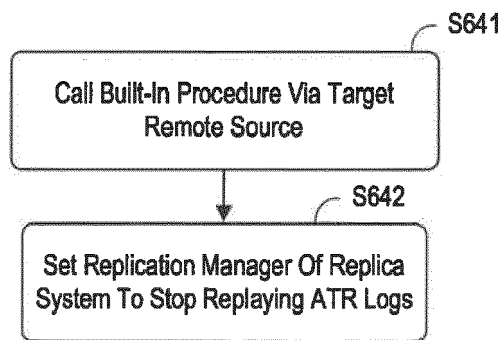 S641
Call Built-In Procedure Via Target
Remote Source
S642
Set Replication Manager Of Replica
System To Stop Replaying ATR Logs